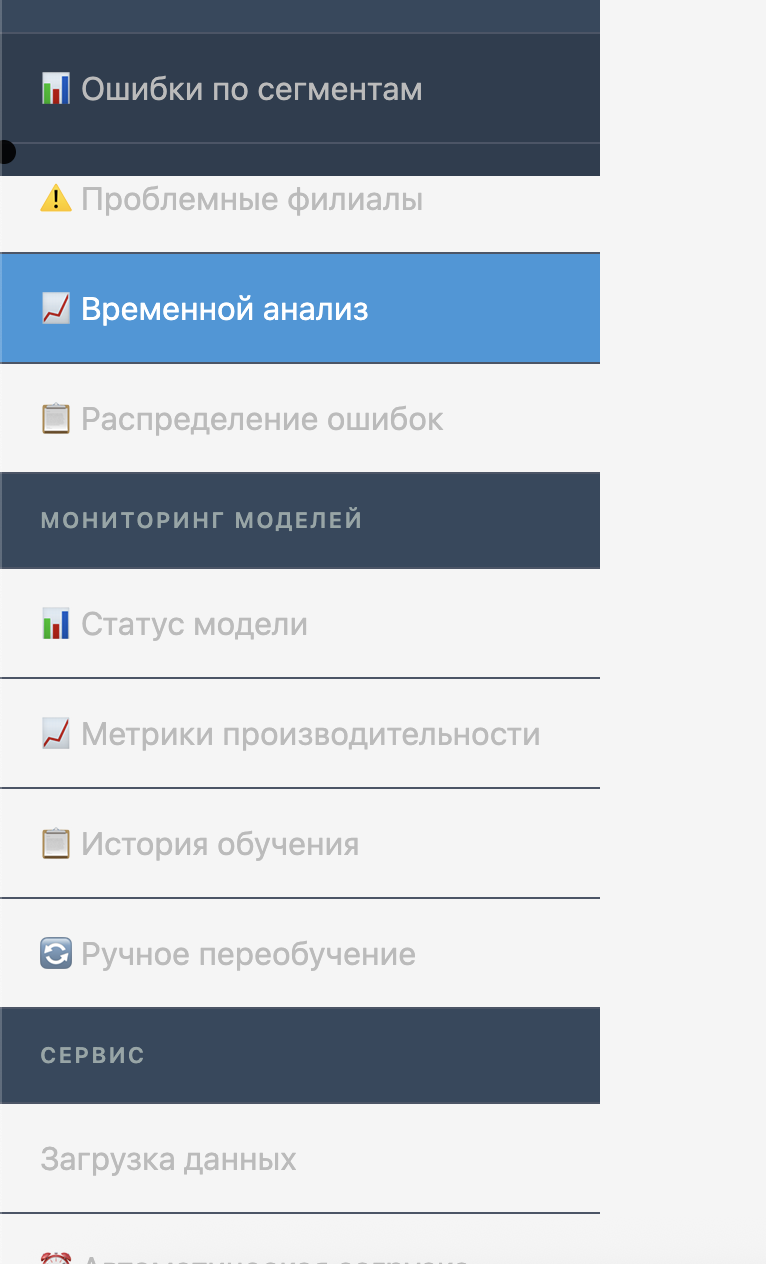 Ошибки по сегментам
Проблемные филиалы
Временной анализ
Распределение ошибок
МОНИТОРИНГ МОДЕЛЕЙ
Статус модели
Метрики производительности
История обучения
Ручное переобучение
СЕРВИС
Загрузка данных